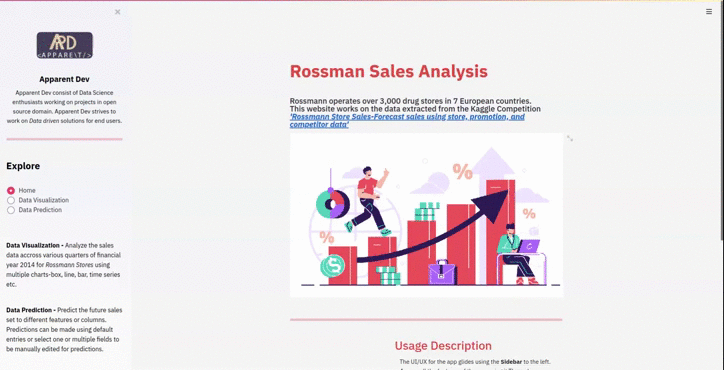 ARD
<APPARE\T/>
Apparent Dev
Apparent Dev consist of Data Science
enthusiasts working on projects in open
source domain. Apparent Dev strives to
work on Data driven solutions for end users.
Explore
Home
Data Visualization
Data Prediction
Data Visualization - Analyze the sales
data accross various quarters of financial
year 2014 for Rossmann Stores using
multiple charts-box, line, bar, time series
etc.
Data Prediction - Predict the future sales
set to different features or columns.
Predictions can be made using default
entries or select one or multiple fields to
be manually edited for predictions.
Rossman Sales Analysis
Rossmann operates over 3,000 drug stores in 7 European countries.
This website works on the data extracted from the Kaggle Competition
'Rossmann Store Sales-Forecast sales using store, promotion, and
competitor data'
%
%
%
$
Usage Description
The UI/UX for the app glides using the Sidebar to the left.